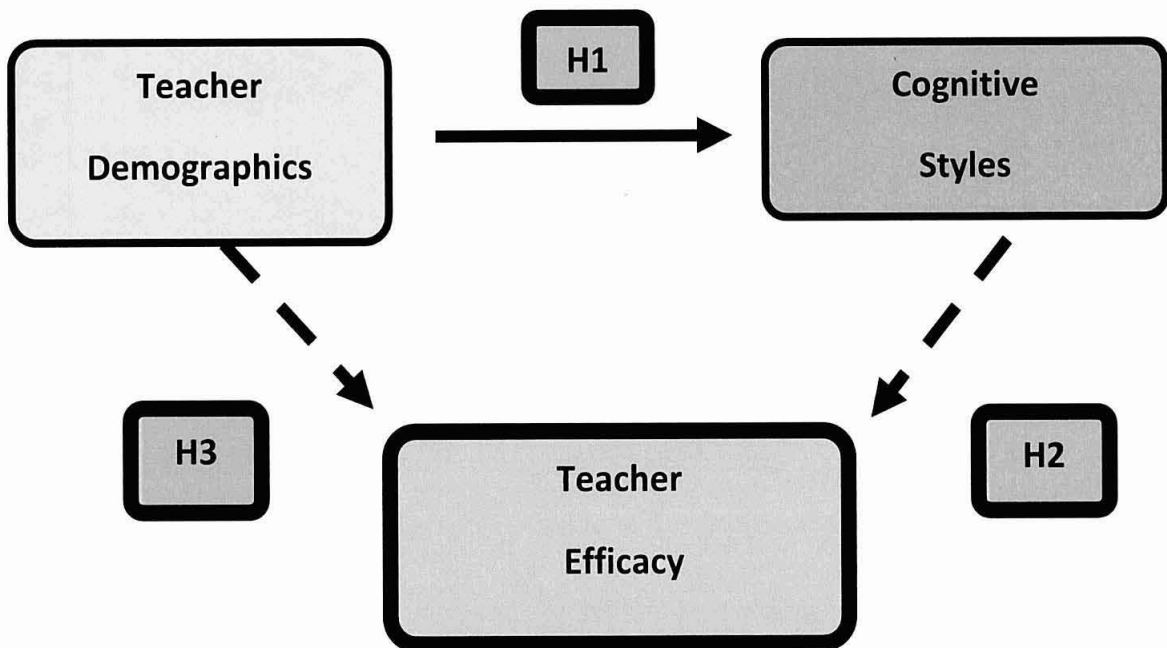 H1
Teacher
Demographics
Cognitive
Styles
H3
H2
Teacher
Efficacy